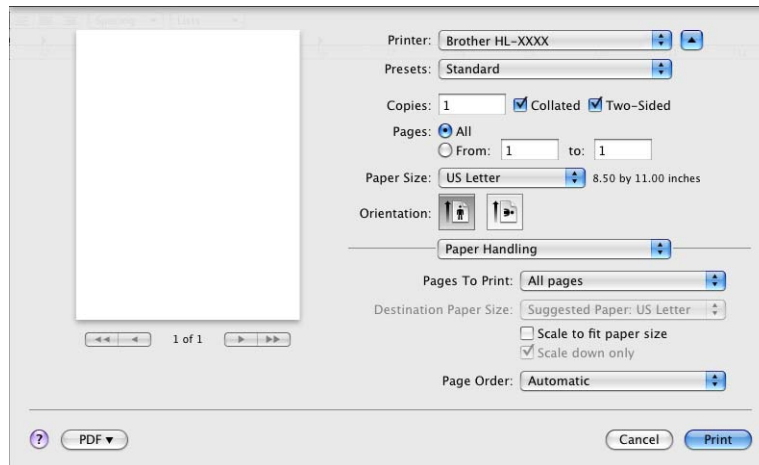 Printer: Brother HL-XXXX
Presets: Standard
Copies: 1 Collated Two-Sided
Pages: All
From: 1 to: 1
Paper Size: US Letter 8.50 by 11.00 inches
Orientation:
Paper Handling
Pages To Print: All pages
Destination Paper Size: Suggested Paper: US Letter
Scale to fit paper size
1 of 1
Scale down only
Page Order: Automatic
? PDF Cancel Print